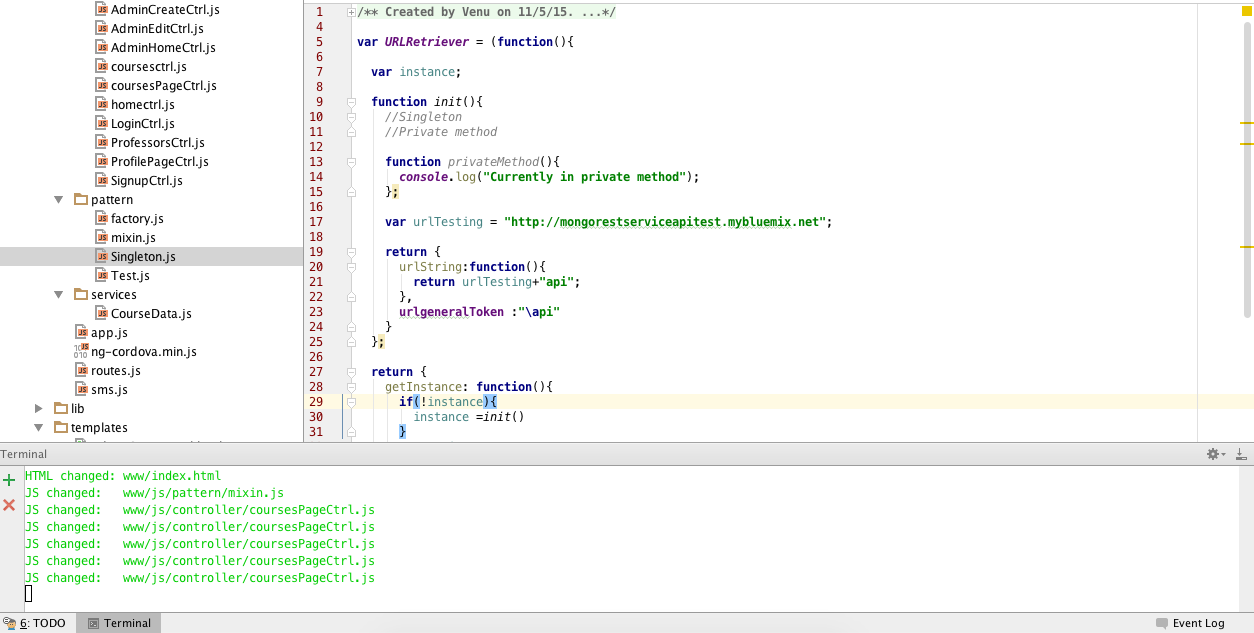 AdminCreateCtrl.js
AdminEditCtrl.js
AdminHomeCtrl.js
coursesctrl.js
coursesPageCtrl.js
homectrl.js
LoginCtrl.js
ProfessorsCtrl.js
ProfilePageCtrl.js
SignupCtrl.js
pattern
factory.js
mixin.js
Singleton.js
Test.js
services
CourseData.js
app.js
ng-cordova.min.js
routes.js
sms.js
lib
templates
1 /** Created by Venu on 11/5/15. ...*/
4
5 var URLRetriever = (function(){
6
7 var instance;
8
9 function init(){
10 //Singleton
11 //Private method
12
13 function privateMethod(){
14 console.log("Currently in private method");
15 };
16
17 var urlTesting = "http://mongorestserviceapitest.mybluemix.net";
18
19 return {
20 urlString:function(){
21 return urlTesting+"api";
22 },
23 urlgeneralToken :"\api"
24 }
25 };
26
27 return {
28 getInstance: function(){
29 if(!instance){
30 instance =init()
31 }
Terminal
HTML changed: www/index.html
JS changed: www/js/pattern/mixin.js
JS changed: www/js/controller/coursesPageCtrl.js
JS changed: www/js/controller/coursesPageCtrl.js
JS changed: www/js/controller/coursesPageCtrl.js
JS changed: www/js/controller/coursesPageCtrl.js
JS changed: www/js/controller/coursesPageCtrl.js
6: TODO Terminal Event Log